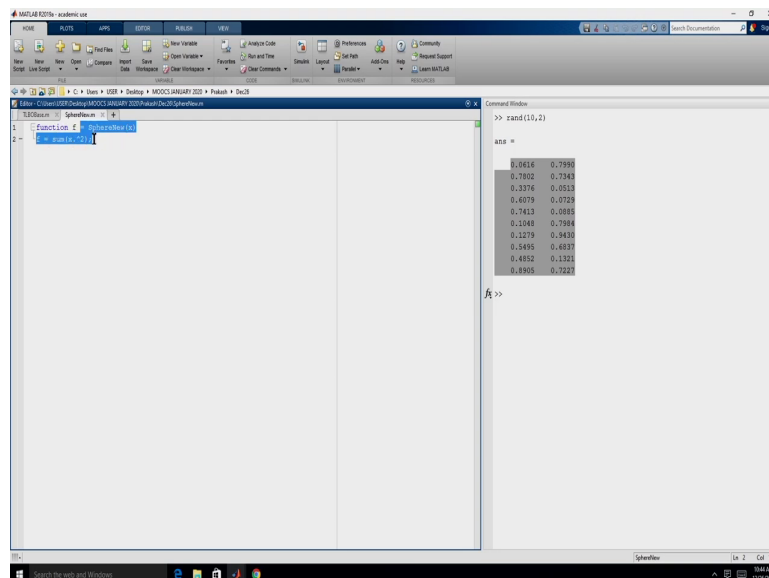 MATLAB R2019a - academic use
HOME PLOTS APPS EDITOR PUBLISH VIEW
Search Documentation
New Script New Live Script New Open Find Files Compare Import Data Save Workspace New Variable Open Variable Clear Workspace Favorites Analyze Code Run and Time Clear Commands Simulink Layout Preferences Set Path Parallel Add-Ons Help Community Request Support Learn MATLAB
FILE VARIABLE CODE SIMULINK ENVIRONMENT RESOURCES
C: Users USER Desktop MOOCS JANUARY 2020 Prakash Dec26
Editor - C:\Users\USER\Desktop\MOOCS JANUARY 2020\Prakash\Dec26\SphereNew.m
Command Window
TLBOBase.m SphereNew.m
1 function f = SphereNew(x)
2 f = sum(x.^2);
>> rand(10,2)
ans =
0.0616 0.7990
0.7802 0.7343
0.3376 0.0513
0.6079 0.0729
0.7413 0.0885
0.1048 0.7984
0.1279 0.9430
0.5495 0.6837
0.4852 0.1321
0.8905 0.7227
fx >>
SphereNew Ln 2 Col
Search the web and Windows
10:44 A